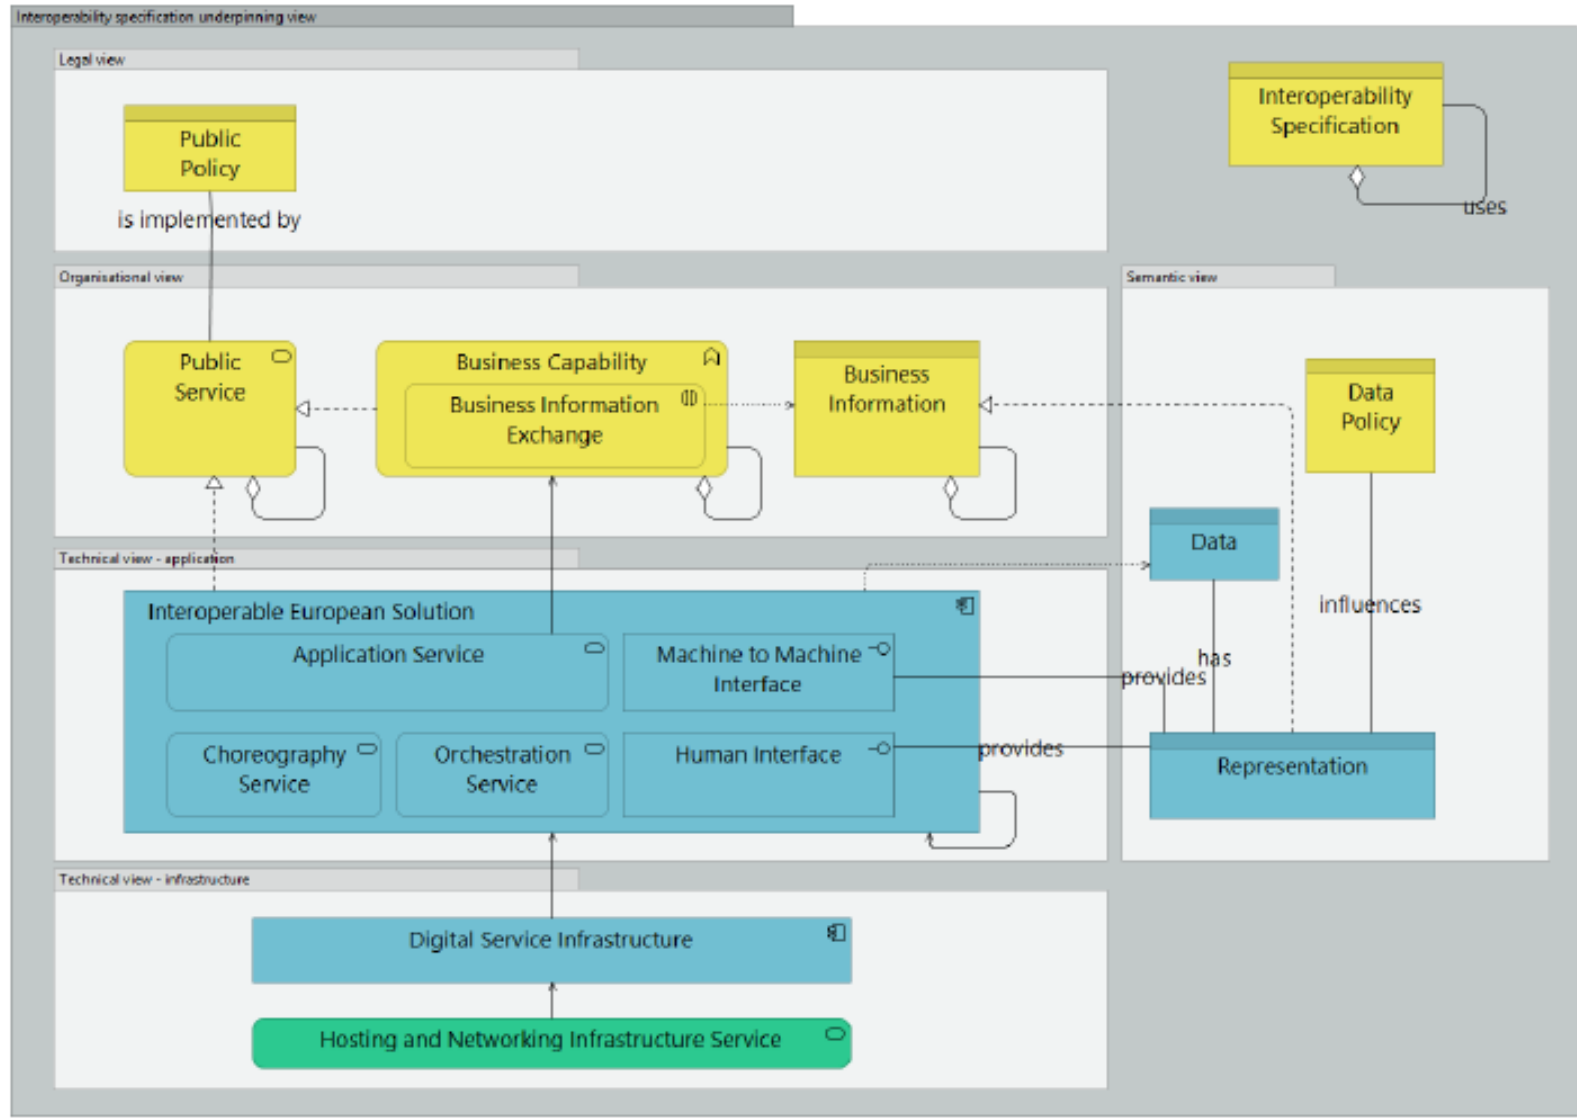 Interoperability specification underpinning view
Legal view
Public
Policy
is implemented by
Interoperability
Specification
uses
Organisational view
Public
Service
Business Capability
Business Information
Exchange
Business
Information
Semantic view
Data
Policy
Data
influences
has
provides
provides
Representation
Technical view - application
Interoperable European Solution
Application Service
Machine to Machine
Interface
Choreography
Service
Orchestration
Service
Human Interface
Technical view - infrastructure
Digital Service Infrastructure
Hosting and Networking Infrastructure Service